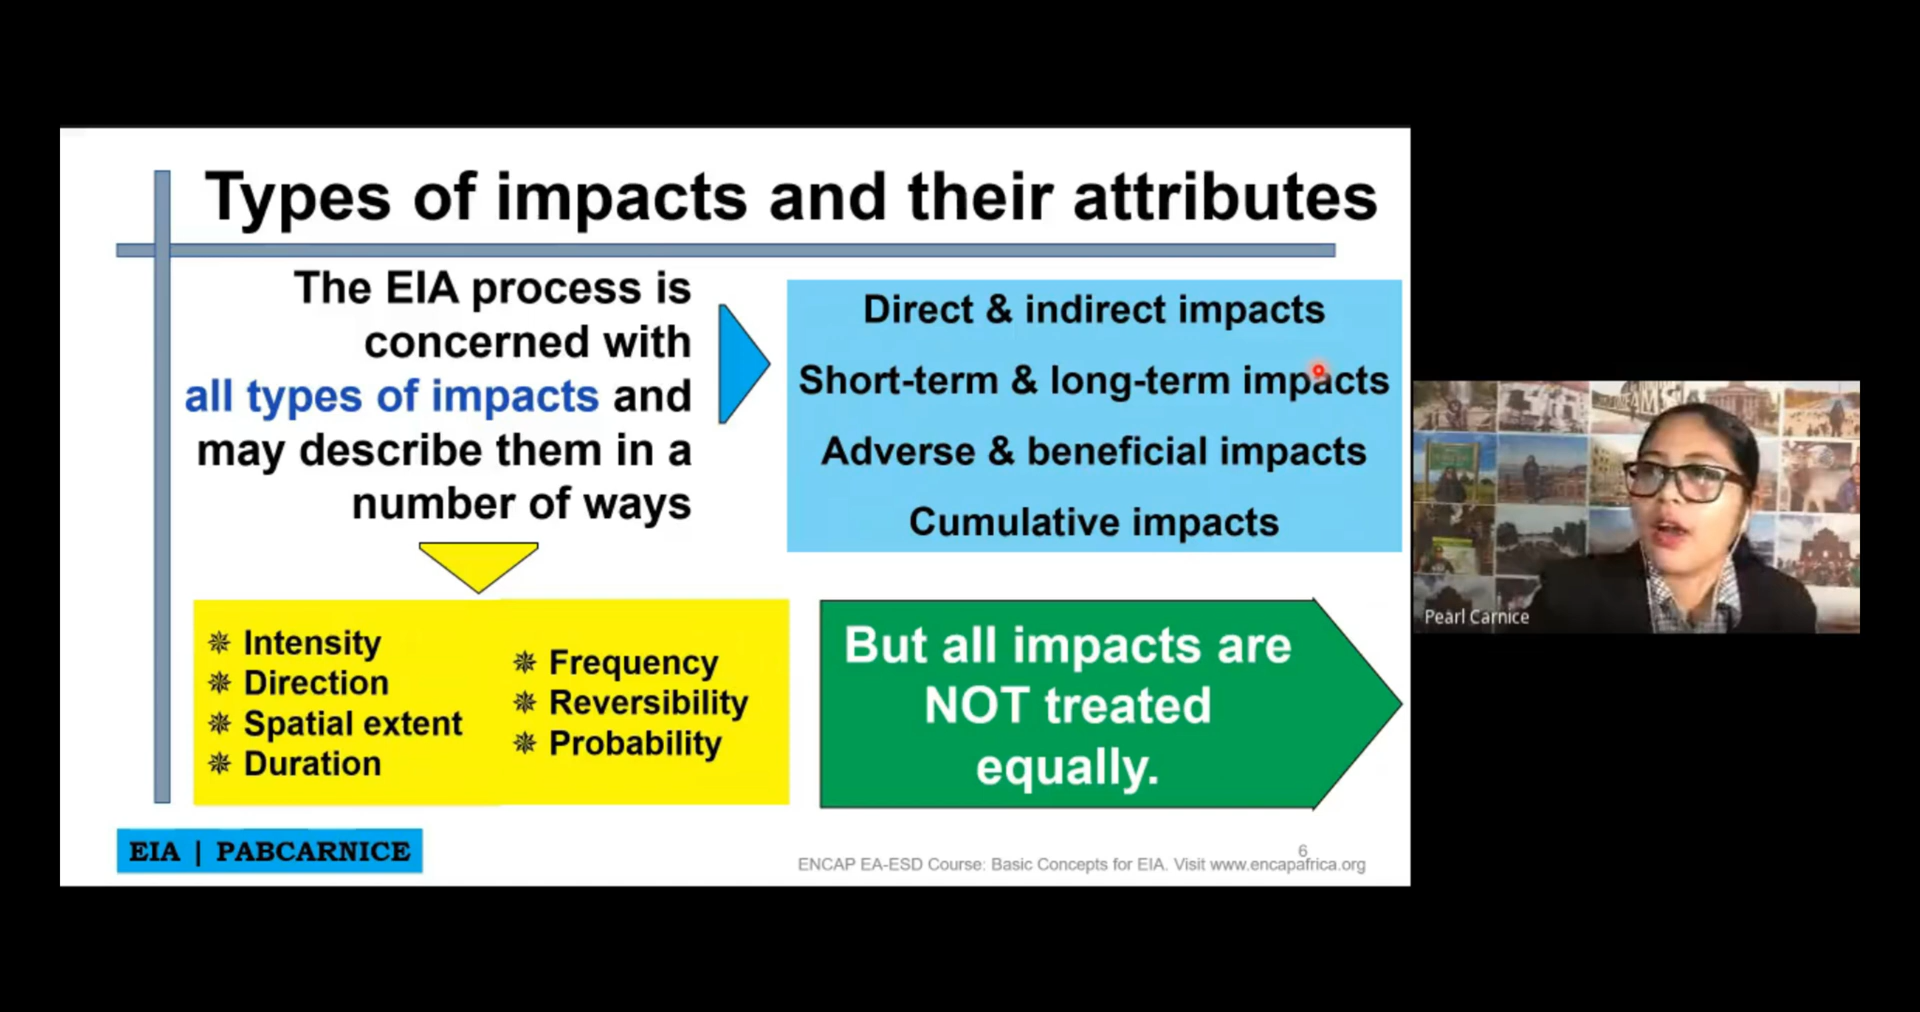 Types of impacts and their attributes
The EIA process is
concerned with
all types of impacts and
may describe them in a
number of ways
Direct & indirect impacts
Short-term & long-term impacts
Adverse & beneficial impacts
Cumulative impacts
Intensity
Direction
Spatial extent
Duration
Frequency
Reversibility
Probability
But all impacts are
NOT treated
equally.
EIA | PABCARNICE
6
ENCAP EA-ESD Course: Basic Concepts for EIA. Visit www.encapafrica.org
Pearl Carnice